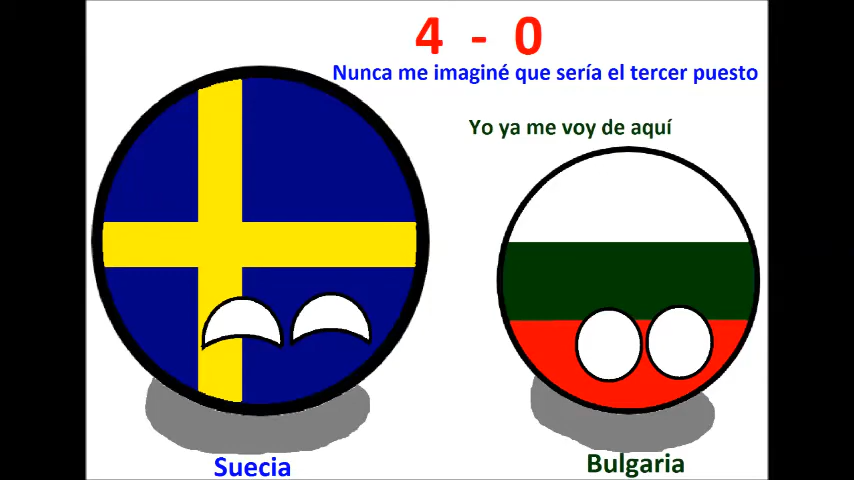 4 - 0
Nunca me imaginé que sería el tercer puesto
Yo ya me voy de aquí
Suecia
Bulgaria